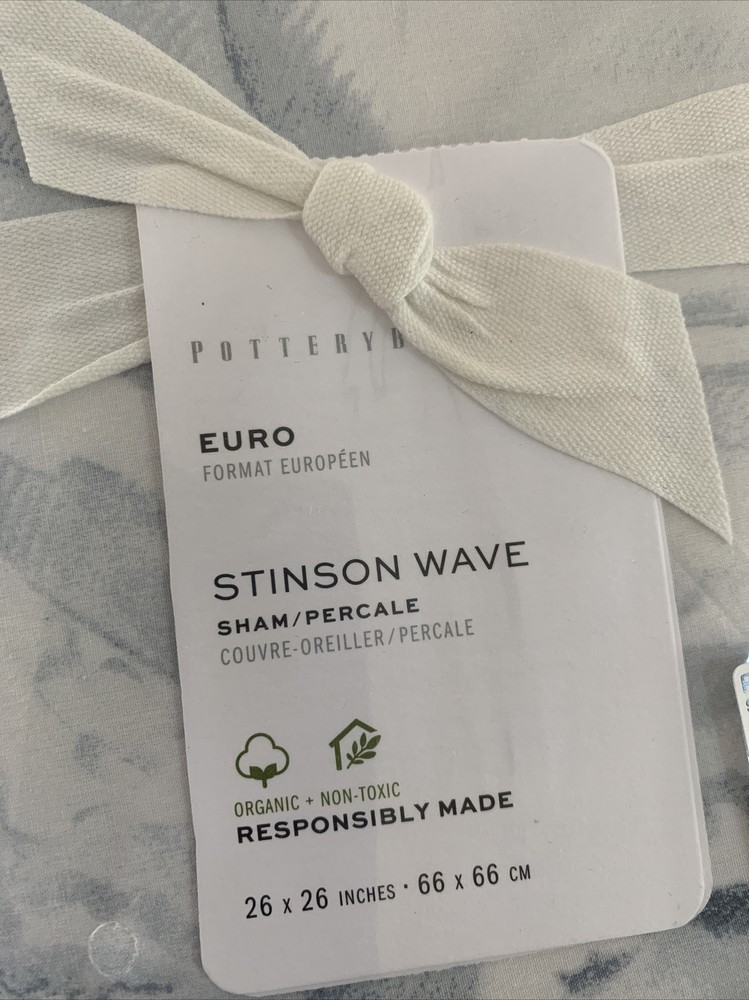 POTTERY B
EURO
FORMAT EUROPÉEN
STINSON WAVE
SHAM/PERCALE
COUVRE-OREILLER/PERCALE
ORGANIC + NON-TOXIC
RESPONSIBLY MADE
26 x 26 INCHES · 66 x 66 CM